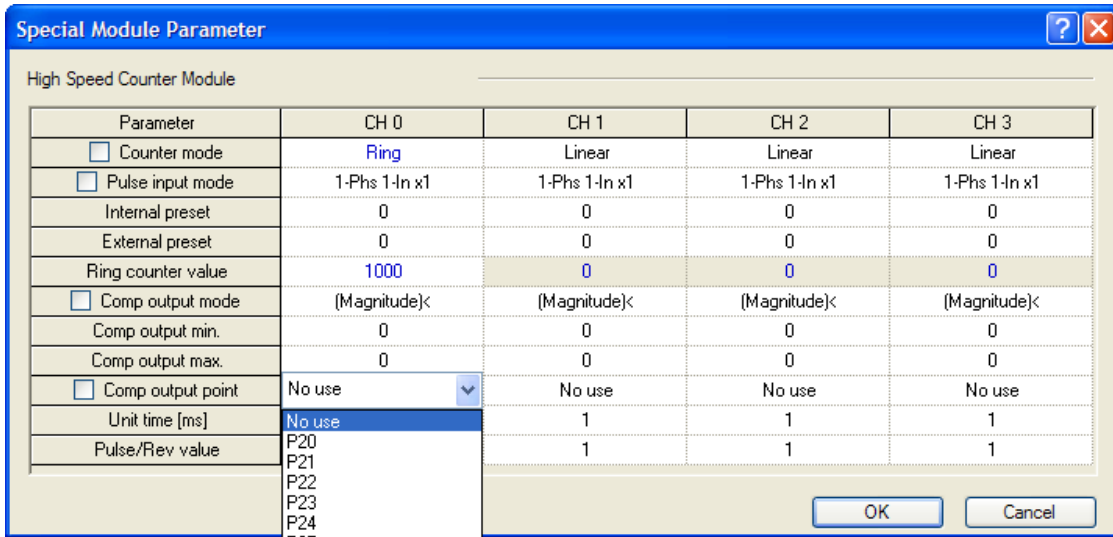 Special Module Parameter
High Speed Counter Module
Parameter CH 0 CH 1 CH 2 CH 3
Counter mode Ring Linear Linear Linear
Pulse input mode 1-Phs 1-In x1 1-Phs 1-In x1 1-Phs 1-In x1 1-Phs 1-In x1
Internal preset 0 0 0 0
External preset 0 0 0 0
Ring counter value 1000 0 0 0
Comp output mode (Magnitude)< (Magnitude)< (Magnitude)< (Magnitude)<
Comp output min. 0 0 0 0
Comp output max. 0 0 0 0
Comp output point No use No use No use No use
Unit time [ms] No use 1 1 1
P20
Pulse/Rev value P21 1 1 1
P22
P23
P24
OK Cancel